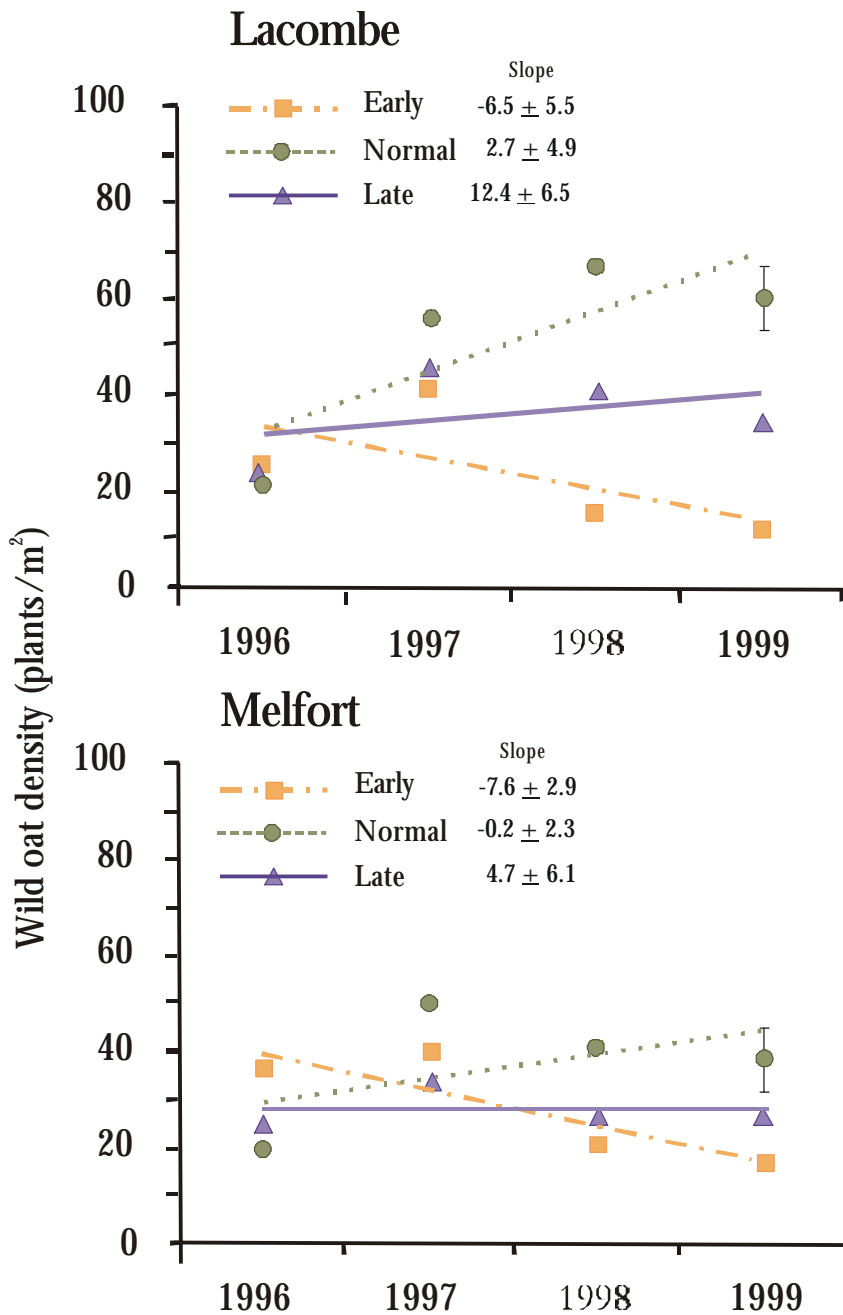 Lacombe
Slope
Early -6.5 ± 5.5
Normal 2.7 ± 4.9
Late 12.4 ± 6.5
100
80
60
40
20
0
1996 1997 1998 1999
Wild oat density (plants/m²)
Melfort
Slope
Early -7.6 ± 2.9
Normal -0.2 ± 2.3
Late 4.7 ± 6.1
100
80
60
40
20
0
1996 1997 1998 1999